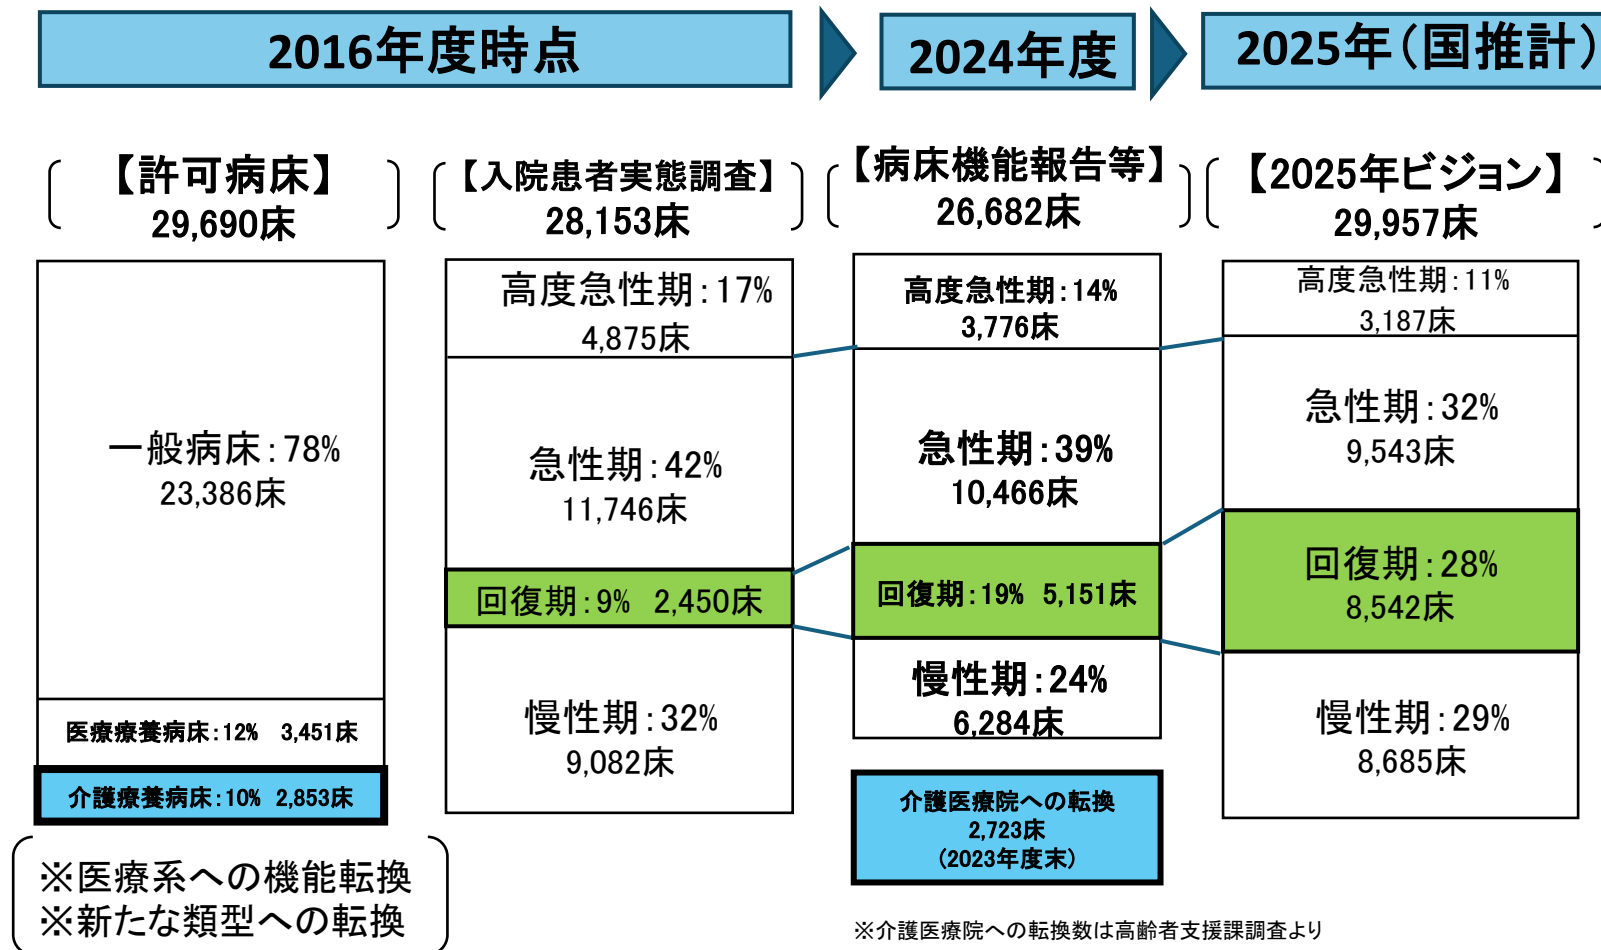 2016年度時点
2024年度
2025年（国推計）
【許可病床】
29,690床
【入院患者実態調査】
28,153床
【病床機能報告等】
26,682床
【2025年ビジョン】
29,957床
一般病床：78%
23,386床
医療療養病床：12%　3,451床
介護療養病床：10%　2,853床
※医療系への機能転換
※新たな類型への転換
高度急性期：17%
4,875床
急性期：42%
11,746床
回復期：9%　2,450床
慢性期：32%
9,082床
高度急性期：14%
3,776床
急性期：39%
10,466床
回復期：19%　5,151床
慢性期：24%
6,284床
介護医療院への転換
2,723床
（2023年度末）
※介護医療院への転換数は高齢者支援課調査より
高度急性期：11%
3,187床
急性期：32%
9,543床
回復期：28%
8,542床
慢性期：29%
8,685床